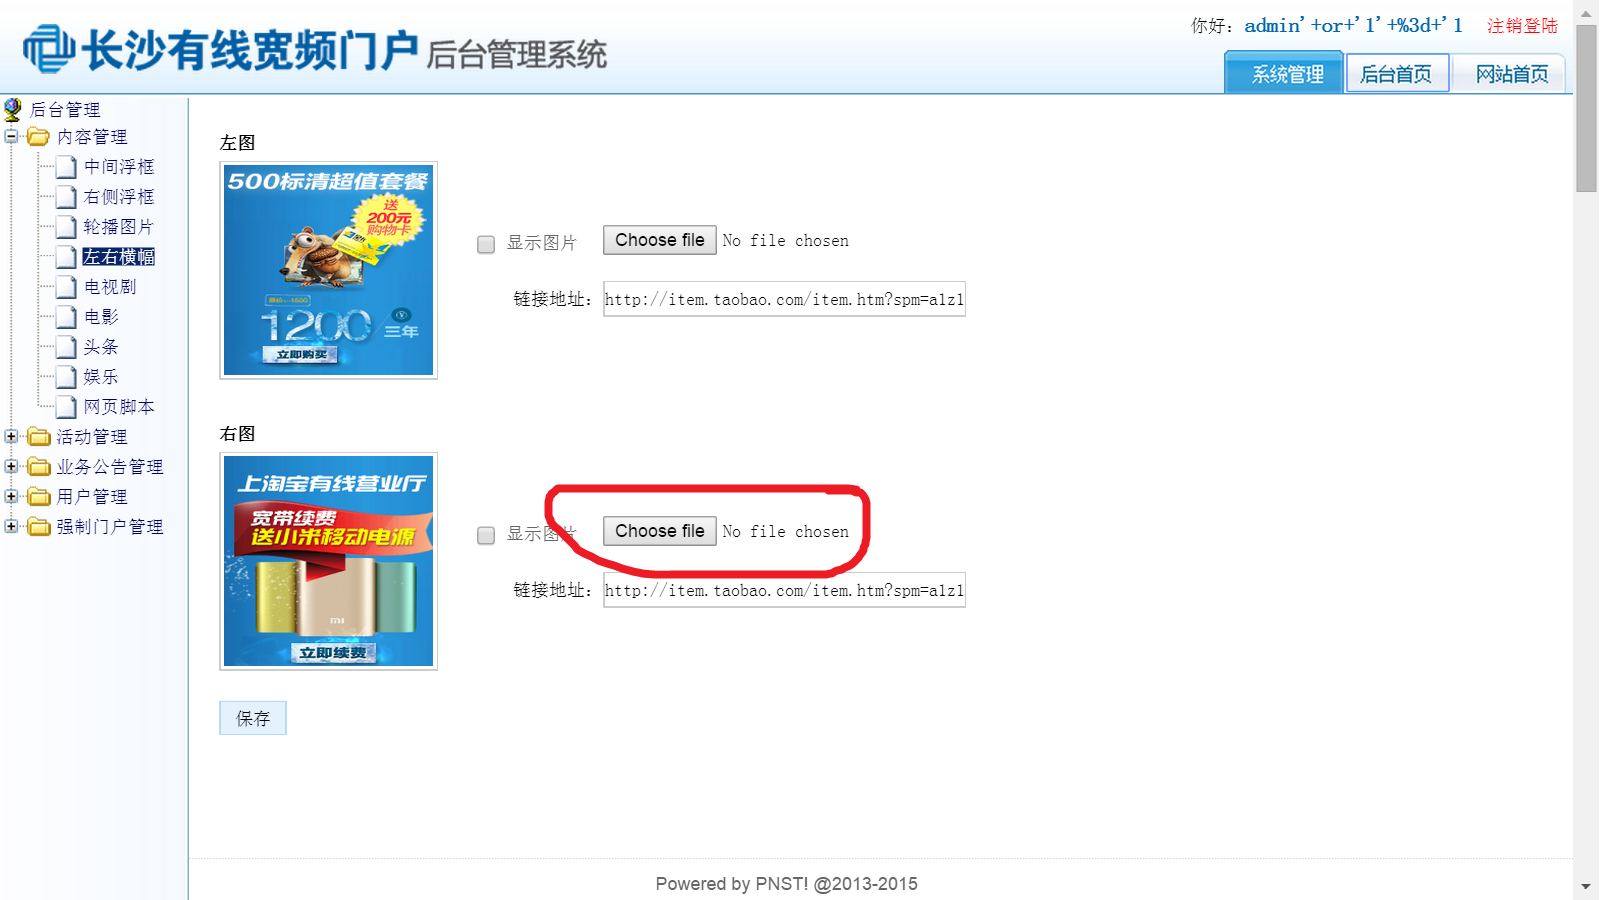 长沙有线宽频门户 后台管理系统
你好： admin'+or+'1'+%3d+'1 注销登陆
系统管理 后台首页 网站首页
后台管理
内容管理
中间浮框
右侧浮框
轮播图片
左右横幅
电视剧
电影
头条
娱乐
网页脚本
活动管理
业务公告管理
用户管理
强制门户管理
左图
500标清超值套餐
送
200元
购物卡
1200
三年
立即购买
显示图片 Choose file No file chosen
链接地址： http://item.taobao.com/item.htm?spm=a1z1
右图
上淘宝有线营业厅
宽带续费
送小米移动电源
mi
立即续费
显示图片 Choose file No file chosen
链接地址： http://item.taobao.com/item.htm?spm=a1z1
保存
Powered by PNST! @2013-2015